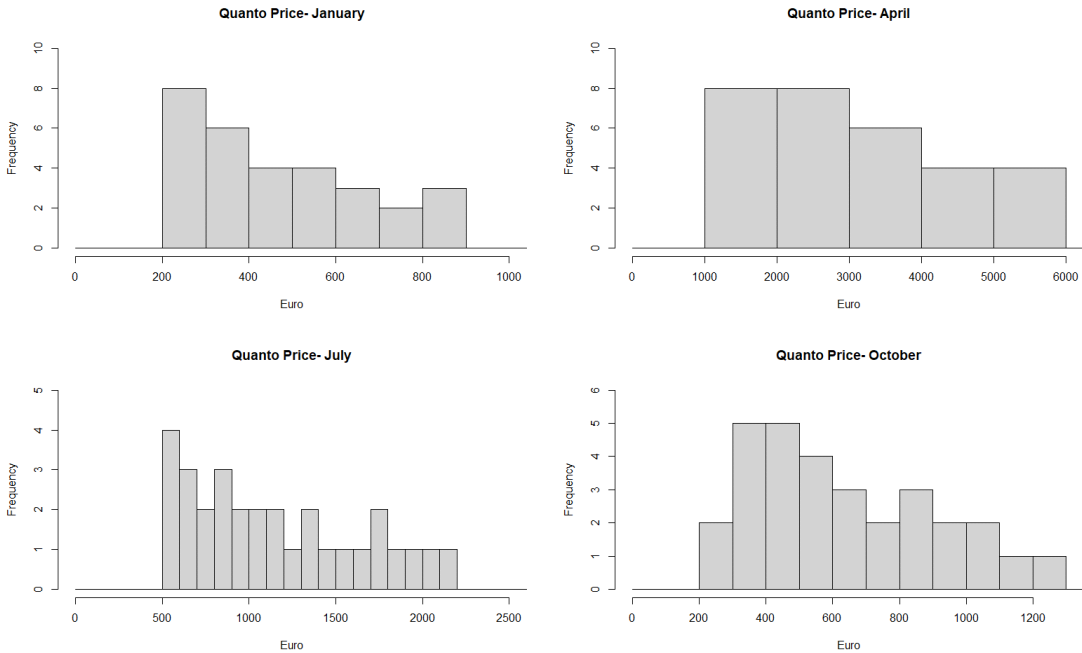 Quanto Price- January
10
8
6
4
2
0
Frequency
0 200 400 600 800 1000
Euro
Quanto Price- April
10
8
6
4
2
0
Frequency
0 1000 2000 3000 4000 5000 6000
Euro
Quanto Price- July
5
4
3
2
1
0
Frequency
0 500 1000 1500 2000 2500
Euro
Quanto Price- October
6
5
4
3
2
1
0
Frequency
0 200 400 600 800 1000 1200
Euro